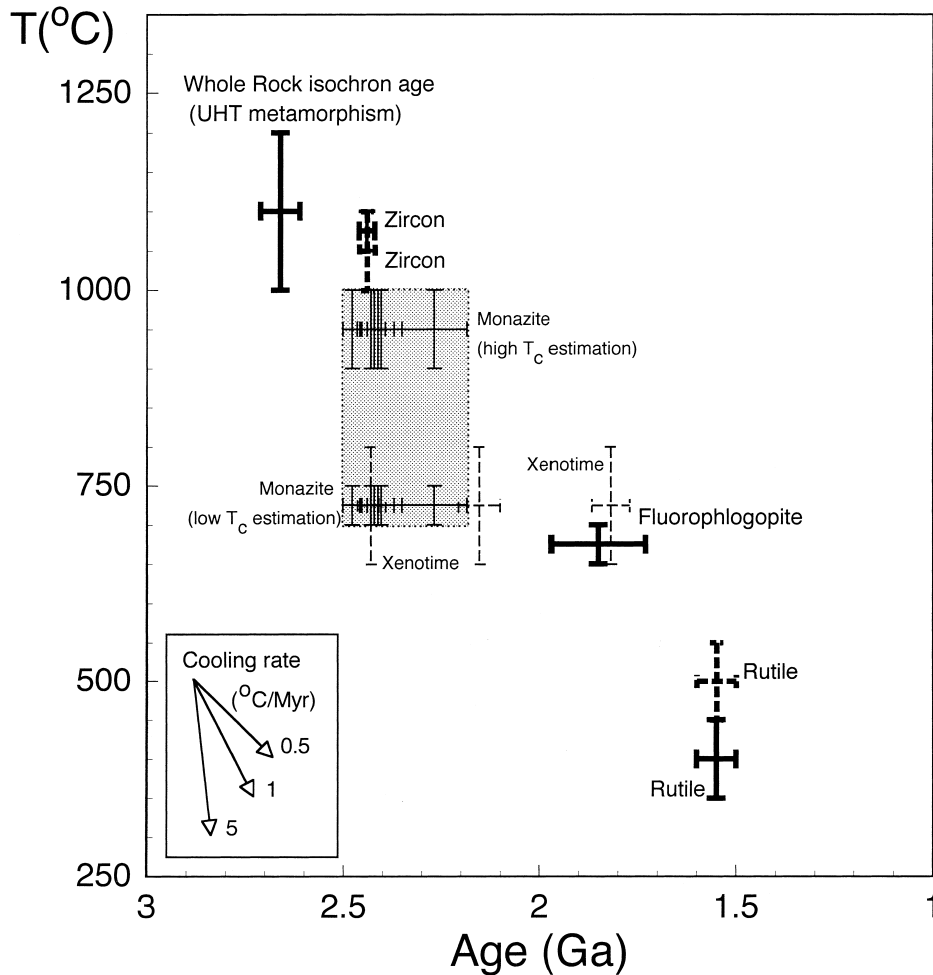 T(°C)
Whole Rock isochron age
(UHT metamorphism)
1250
Zircon
Zircon
1000
Monazite
(high Tc estimation)
750
Xenotime
Monazite
(low Tc estimation)
Fluorophlogopite
Xenotime
Cooling rate
(°C/Myr)
0.5
1
5
500
Rutile
Rutile
250
3
2.5
2
1.5
1
Age (Ga)